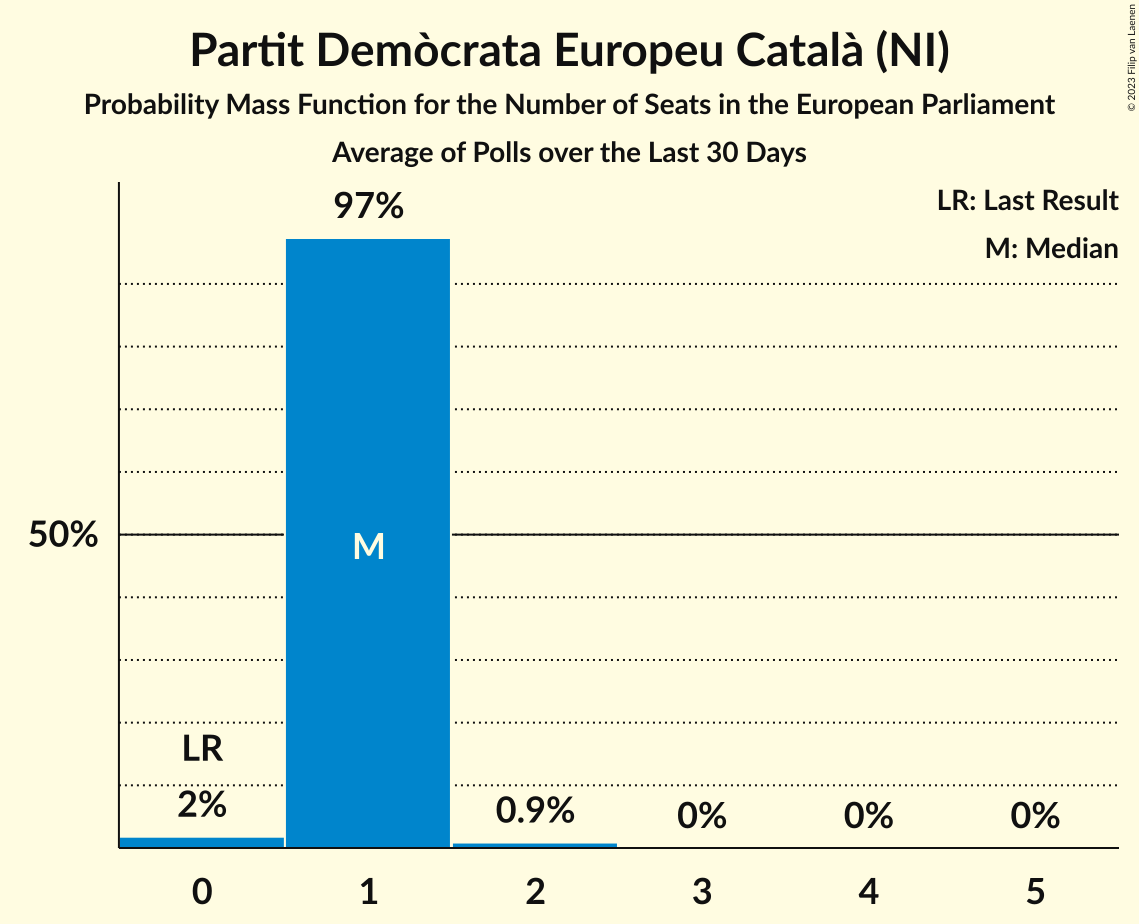 Partit Demòcrata Europeu Català (NI)
Probability Mass Function for the Number of Seats in the European Parliament
Average of Polls over the Last 30 Days
© 2023 Filip van Laenen
LR: Last Result
M: Median
97%
50%
M
LR
2%
0.9%
0%
0%
0%
0 1 2 3 4 5